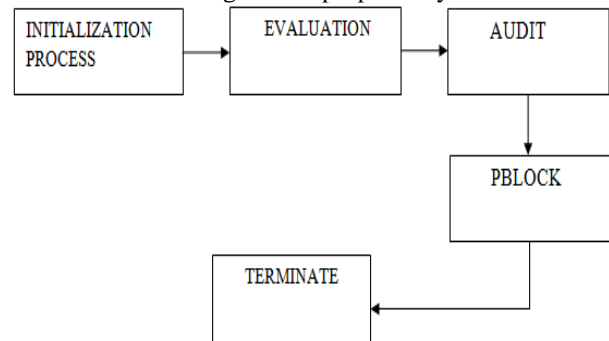 INITIALIZATION
PROCESS
EVALUATION
AUDIT
PBLOCK
TERMINATE